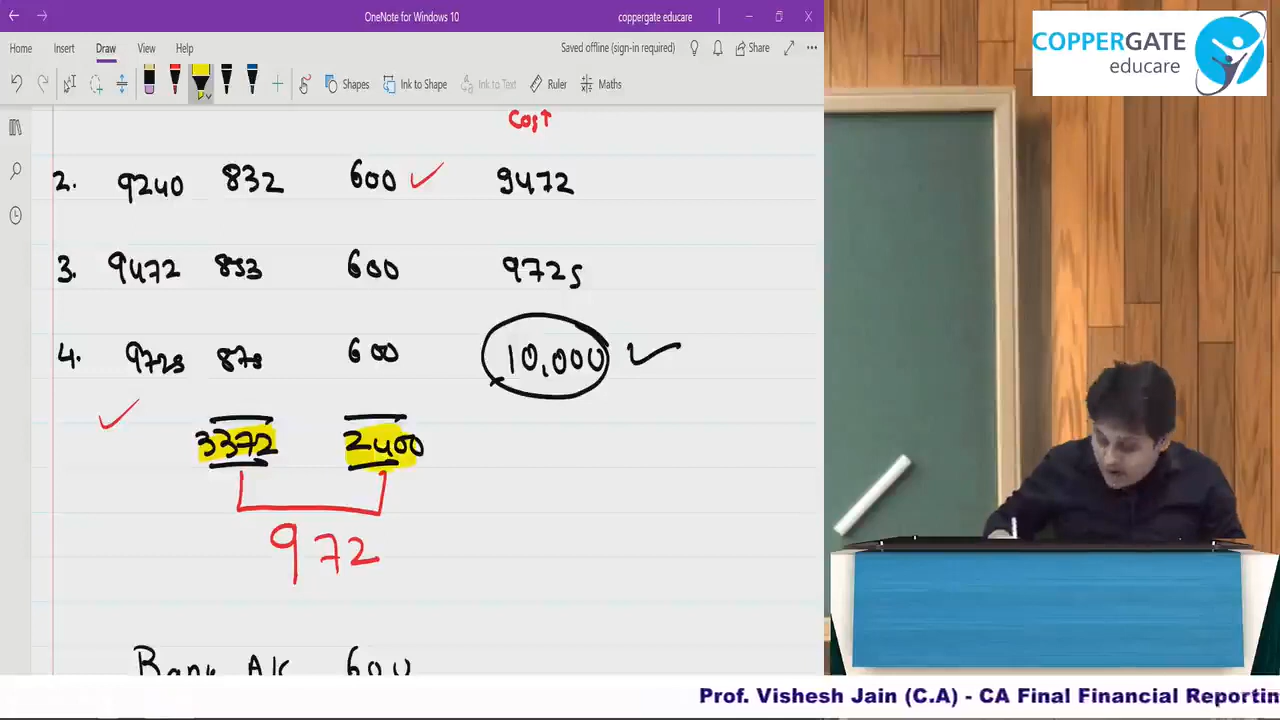 OneNote for Windows 10
coppergate educare
Home Insert Draw View Help
Saved offline (sign-in required)
Share
Shapes
Ink to Shape
Ink to Text
Ruler
Maths
COPPERGATE
educare
Cost
2. 9240 832 600 9472
3. 9472 853 600 9725
4. 9725 875 600 10,000
3372 2400
972
Bank A/c 600
Prof. Vishesh Jain (C.A) - CA Final Financial Reportin